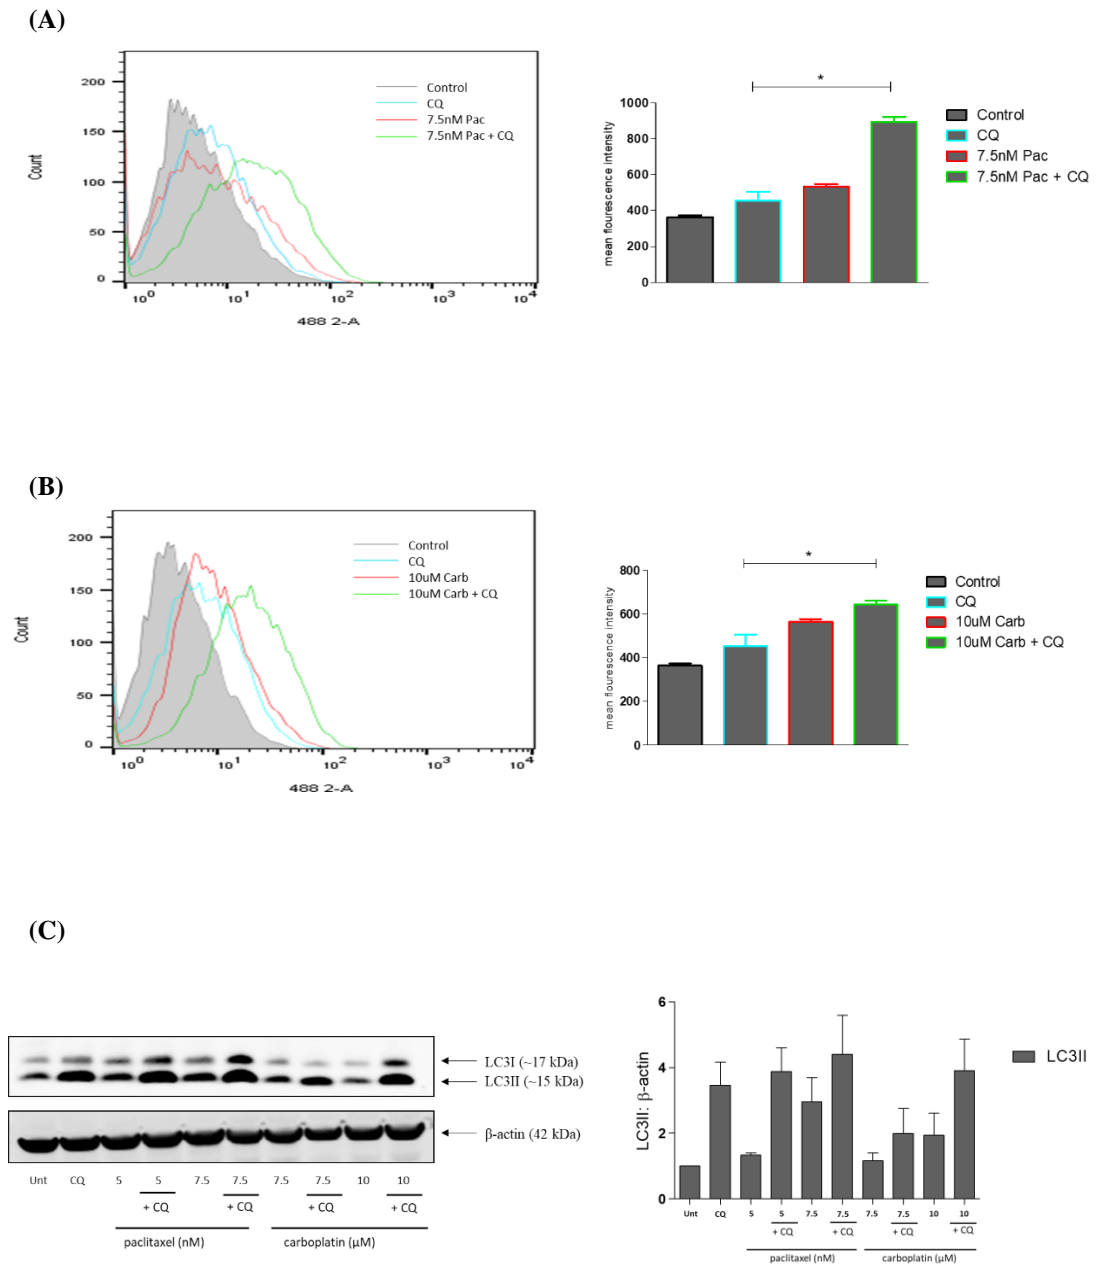 (A)
200
150
100
50
0
Count
10^0
10^1
10^2
10^3
10^4
488 2-A
Control
CQ
7.5nM Pac
7.5nM Pac + CQ
*
1000
800
600
400
200
0
mean flourescence intensity
Control
CQ
7.5nM Pac
7.5nM Pac + CQ
(B)
200
150
100
50
0
Count
10^0
10^1
10^2
10^3
10^4
488 2-A
Control
CQ
10uM Carb
10uM Carb + CQ
*
800
600
400
200
0
mean flourescence intensity
Control
CQ
10uM Carb
10uM Carb + CQ
(C)
LC3I (~17 kDa)
LC3II (~15 kDa)
β-actin (42 kDa)
Unt CQ 5 5 7.5 7.5 7.5 7.5 10 10
+ CQ + CQ + CQ + CQ
paclitaxel (nM) carboplatin (μM)
6
4
2
0
LC3II: β-actin
LC3II
Unt CQ 5 5 7.5 7.5 7.5 7.5 10 10
+ CQ + CQ + CQ + CQ
paclitaxel (nM) carboplatin (μM)